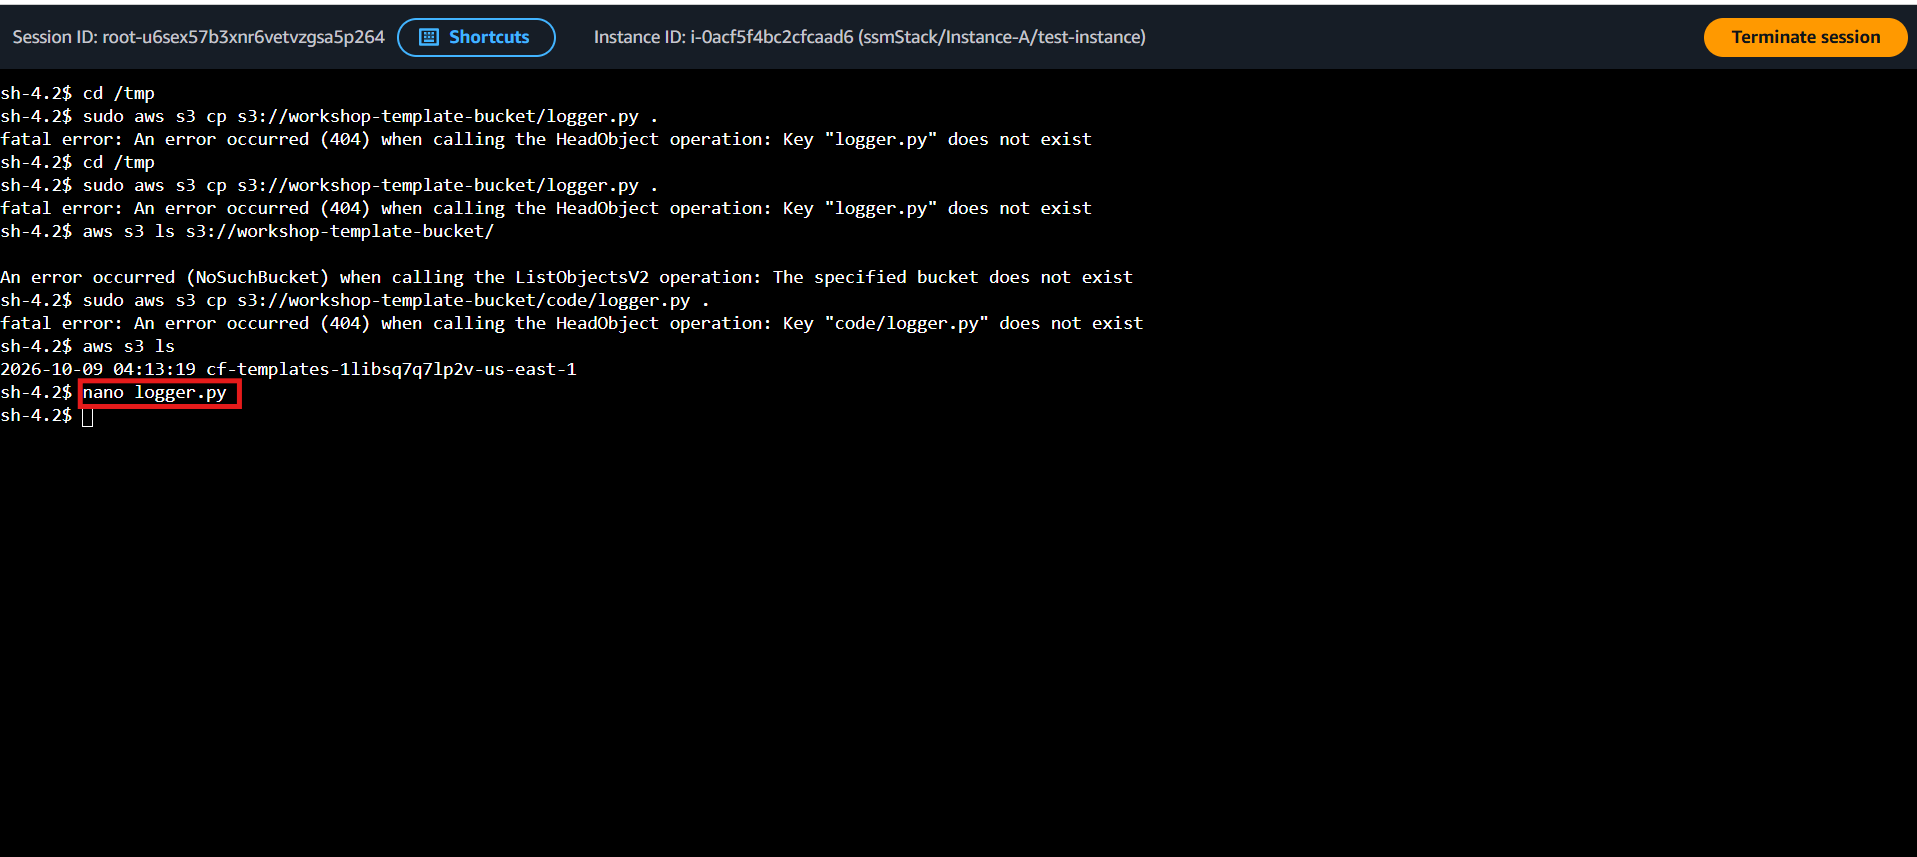 Session ID: root-u6sex57b3xnr6vetvzgsa5p264 Shortcuts Instance ID: i-0acf5f4bc2cfcaad6 (ssmStack/Instance-A/test-instance) Terminate session
sh-4.2$ cd /tmp
sh-4.2$ sudo aws s3 cp s3://workshop-template-bucket/logger.py .
fatal error: An error occurred (404) when calling the HeadObject operation: Key "logger.py" does not exist
sh-4.2$ cd /tmp
sh-4.2$ sudo aws s3 cp s3://workshop-template-bucket/logger.py .
fatal error: An error occurred (404) when calling the HeadObject operation: Key "logger.py" does not exist
sh-4.2$ aws s3 ls s3://workshop-template-bucket/
An error occurred (NoSuchBucket) when calling the ListObjectsV2 operation: The specified bucket does not exist
sh-4.2$ sudo aws s3 cp s3://workshop-template-bucket/code/logger.py .
fatal error: An error occurred (404) when calling the HeadObject operation: Key "code/logger.py" does not exist
sh-4.2$ aws s3 ls
2026-10-09 04:13:19 cf-templates-1libsq7q7lp2v-us-east-1
sh-4.2$ nano logger.py
sh-4.2$